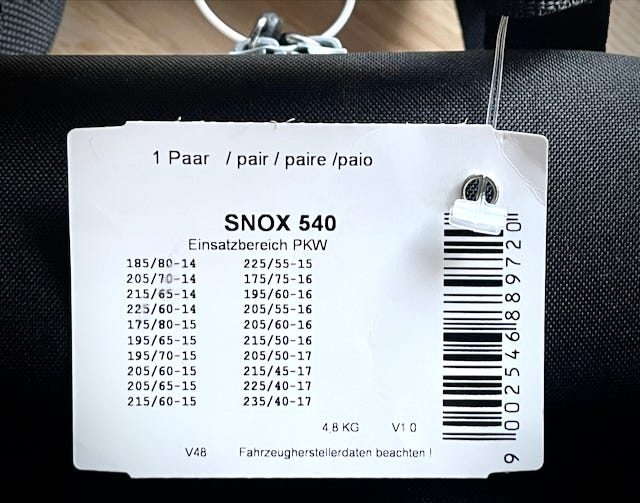 1 Paar / pair / paire /paio
SNOX 540
Einsatzbereich PKW
185/80-14 225/55-15
205/70-14 175/75-16
215/65-14 195/60-16
225/60-14 205/55-16
175/80-15 205/60-16
195/65-15 215/50-16
195/70-15 205/50-17
205/60-15 215/45-17
205/65-15 225/40-17
215/60-15 235/40-17
4,8 KG V1.0
V48 Fahrzeugherstellerdaten beachten !
9 002546 889720